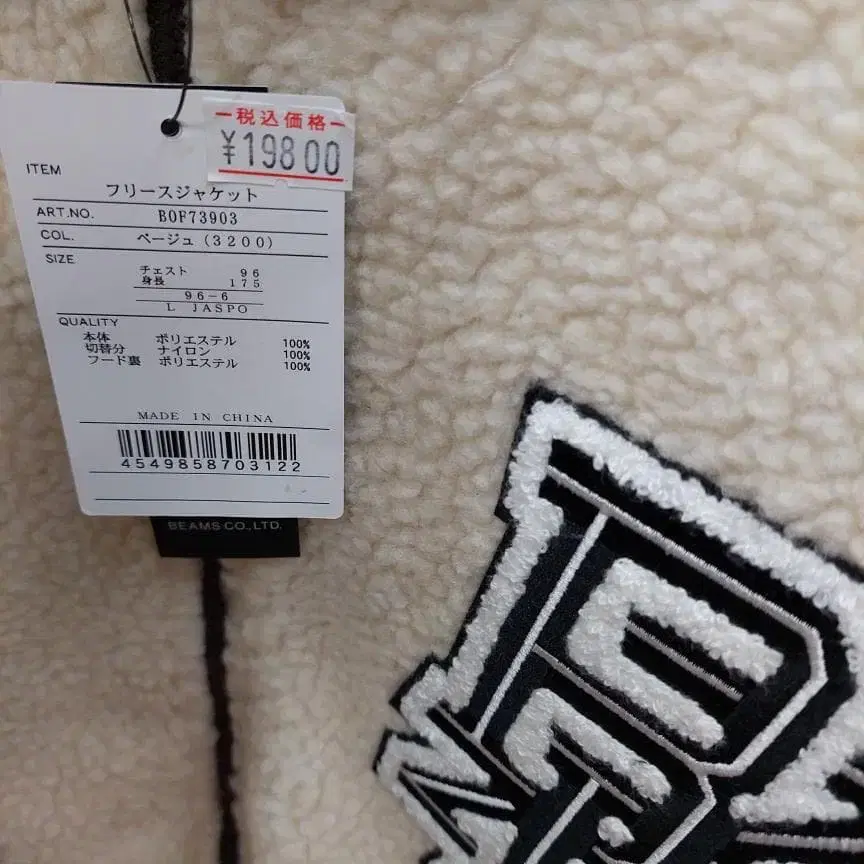 税込価格
¥19800
ITEM
フリースジャケット
ART.NO. BOF73903
COL. ベージュ(3200)
SIZE
チェスト 96
身長 175
96-6
L JASPO
QUALITY
本体 ポリエステル 100%
切替分 ナイロン 100%
フード裏 ポリエステル 100%
MADE IN CHINA
4549858703122
BEAMS CO., LTD.